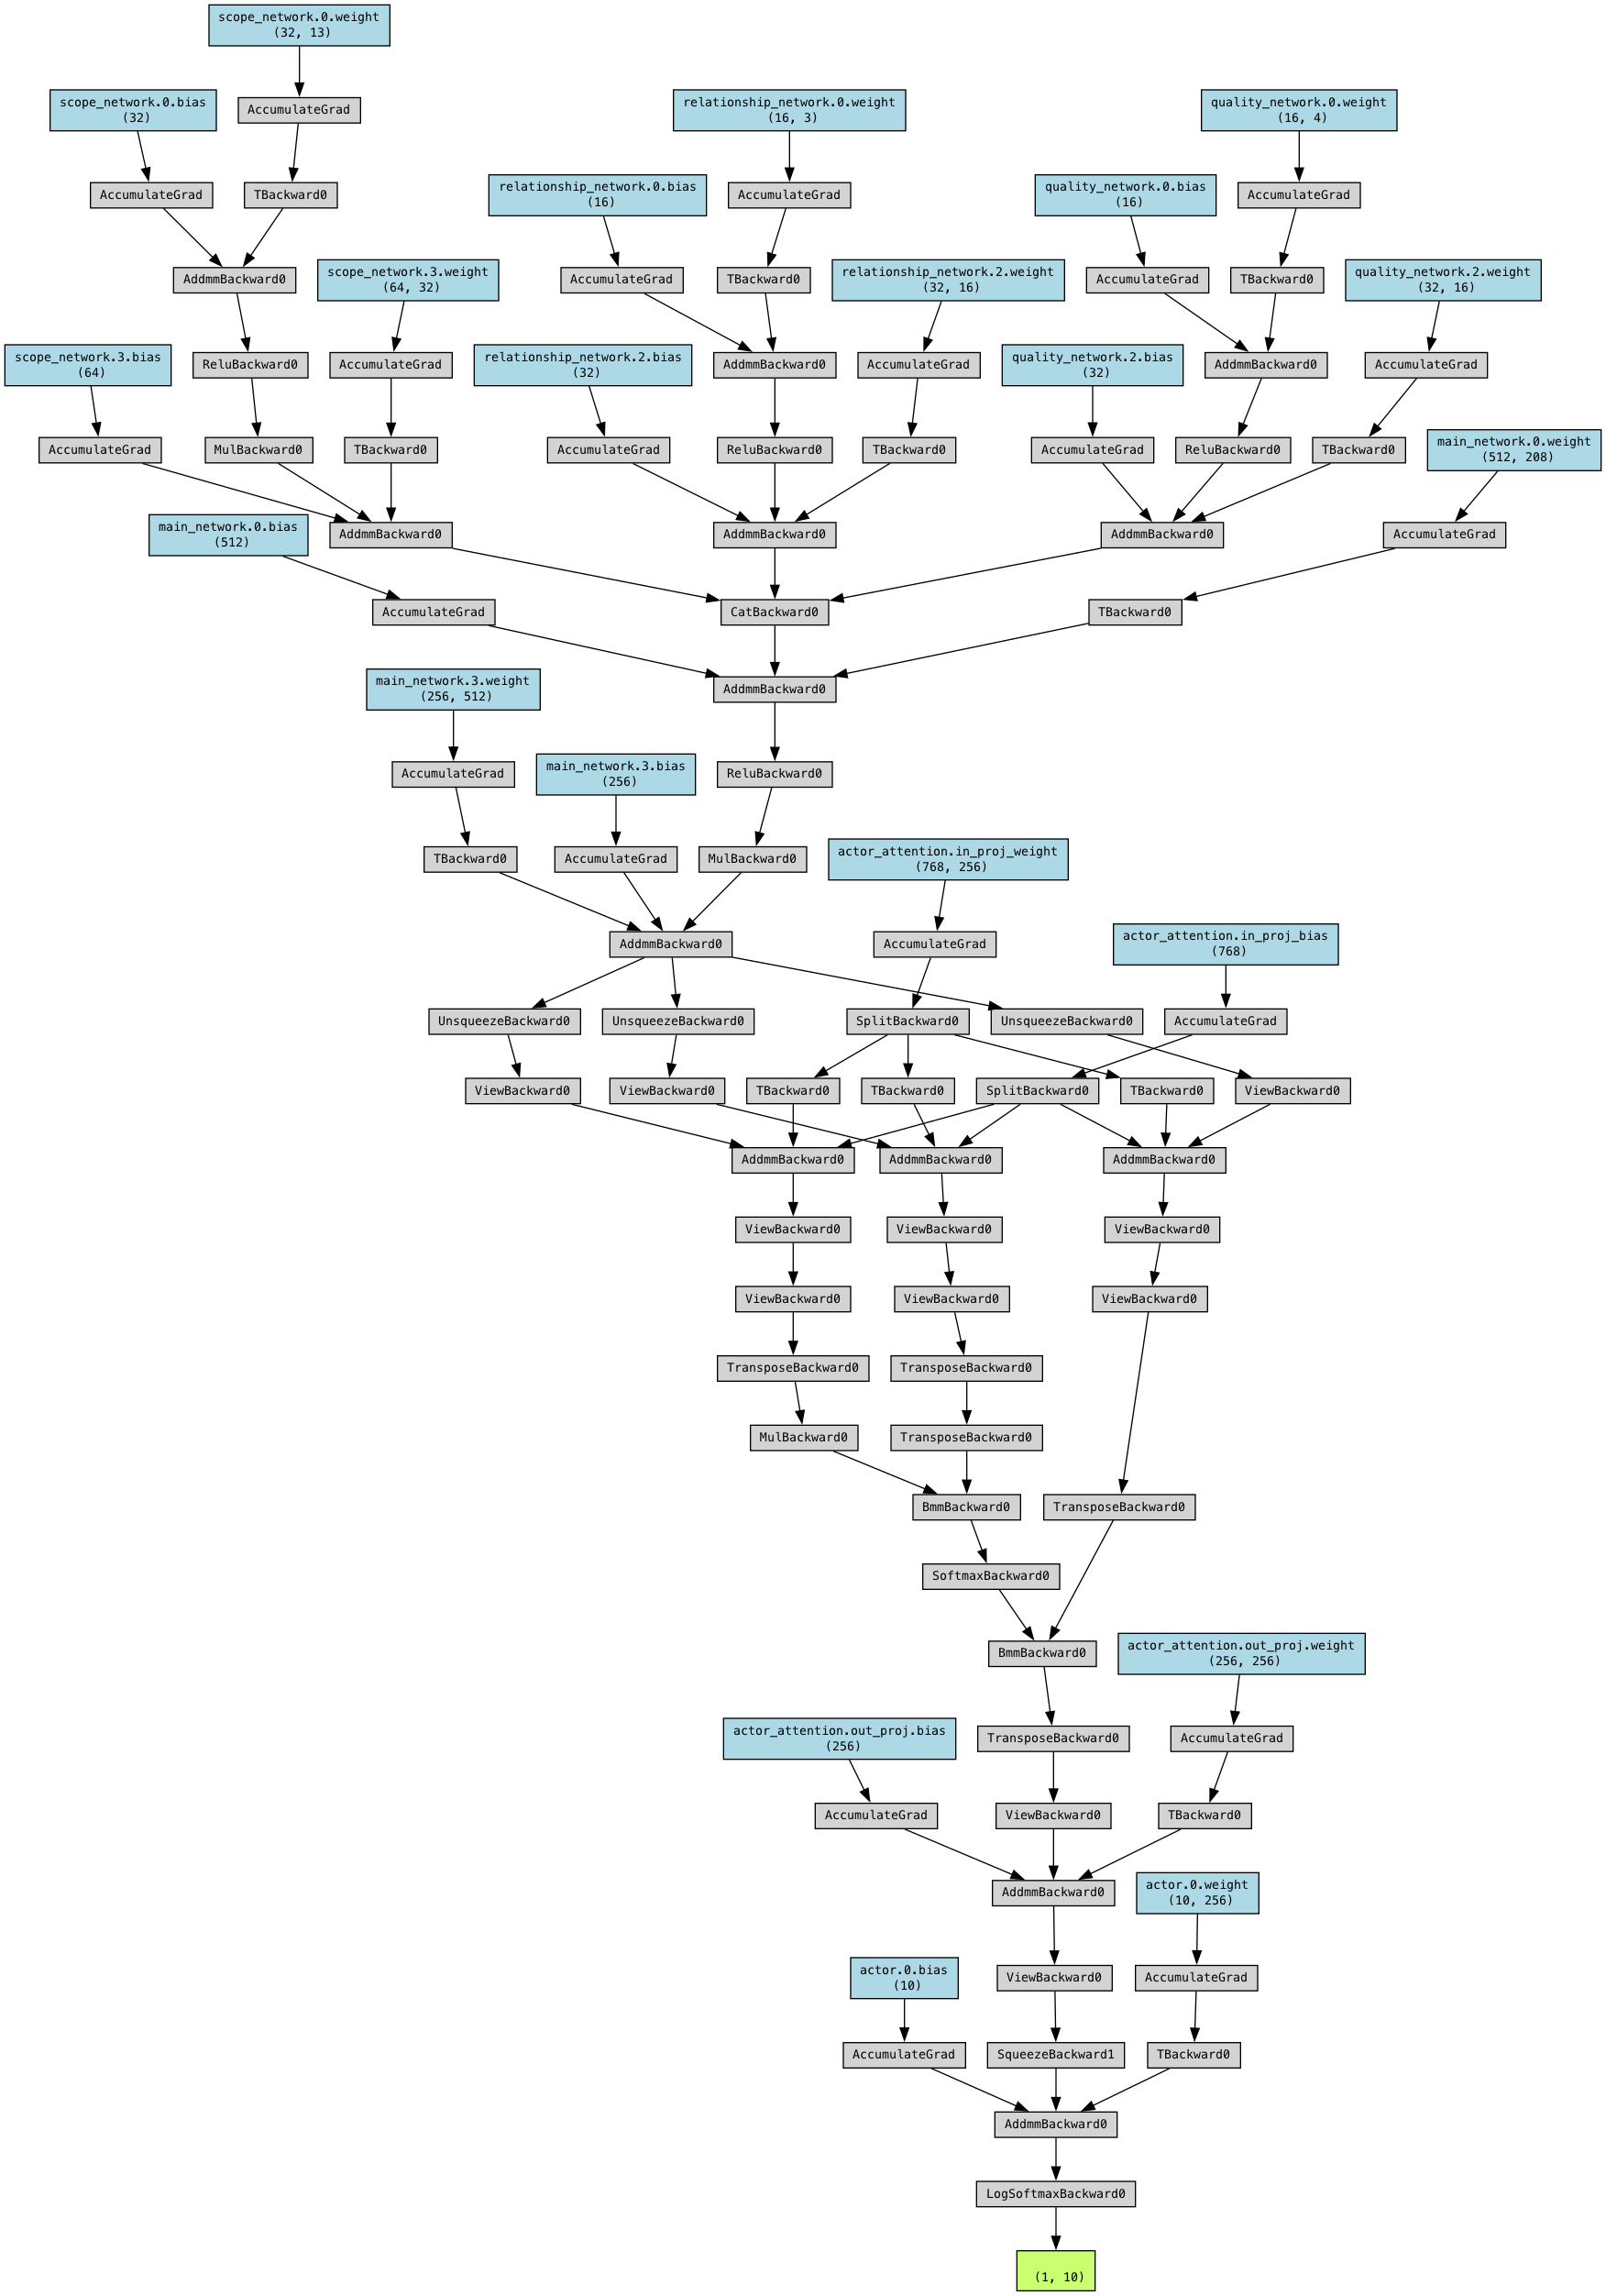 scope_network.0.weight
(32, 13)
scope_network.0.bias
(32)
AccumulateGrad
relationship_network.0.weight
(16, 3)
quality_network.0.weight
(16, 4)
AccumulateGrad
TBackward0
relationship_network.0.bias
(16)
AccumulateGrad
quality_network.0.bias
(16)
AccumulateGrad
AddmmBackward0
scope_network.3.weight
(64, 32)
AccumulateGrad
TBackward0
relationship_network.2.weight
(32, 16)
AccumulateGrad
TBackward0
quality_network.2.weight
(32, 16)
scope_network.3.bias
(64)
ReluBackward0
AccumulateGrad
relationship_network.2.bias
(32)
AddmmBackward0
AccumulateGrad
quality_network.2.bias
(32)
AddmmBackward0
AccumulateGrad
AccumulateGrad
MulBackward0
TBackward0
AccumulateGrad
ReluBackward0
TBackward0
AccumulateGrad
ReluBackward0
TBackward0
main_network.0.weight
(512, 208)
main_network.0.bias
(512)
AddmmBackward0
AddmmBackward0
AddmmBackward0
AccumulateGrad
AccumulateGrad
CatBackward0
TBackward0
main_network.3.weight
(256, 512)
AddmmBackward0
AccumulateGrad
main_network.3.bias
(256)
ReluBackward0
TBackward0
AccumulateGrad
MulBackward0
actor_attention.in_proj_weight
(768, 256)
AddmmBackward0
AccumulateGrad
actor_attention.in_proj_bias
(768)
UnsqueezeBackward0
UnsqueezeBackward0
SplitBackward0
UnsqueezeBackward0
AccumulateGrad
ViewBackward0
ViewBackward0
TBackward0
TBackward0
SplitBackward0
TBackward0
ViewBackward0
AddmmBackward0
AddmmBackward0
AddmmBackward0
ViewBackward0
ViewBackward0
ViewBackward0
ViewBackward0
ViewBackward0
ViewBackward0
TransposeBackward0
TransposeBackward0
MulBackward0
TransposeBackward0
BmmBackward0
TransposeBackward0
SoftmaxBackward0
BmmBackward0
actor_attention.out_proj.weight
(256, 256)
actor_attention.out_proj.bias
(256)
TransposeBackward0
AccumulateGrad
AccumulateGrad
ViewBackward0
TBackward0
AddmmBackward0
actor.0.weight
(10, 256)
actor.0.bias
(10)
ViewBackward0
AccumulateGrad
AccumulateGrad
SqueezeBackward1
TBackward0
AddmmBackward0
LogSoftmaxBackward0
(1, 10)